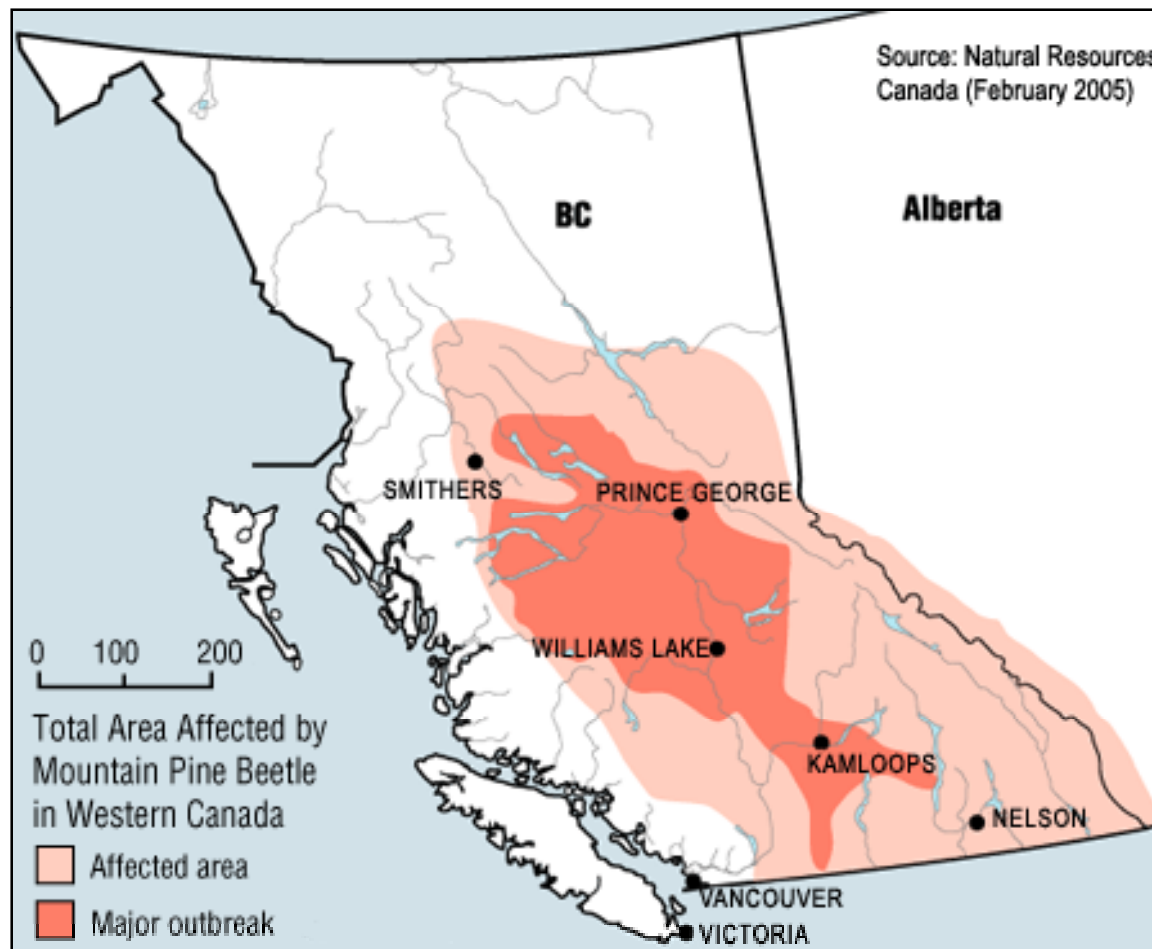 Source: Natural Resources
Canada (February 2005)
BC
Alberta
SMITHERS
PRINCE GEORGE
WILLIAMS LAKE
KAMLOOPS
NELSON
VANCOUVER
VICTORIA
0 100 200
Total Area Affected by
Mountain Pine Beetle
in Western Canada
Affected area
Major outbreak